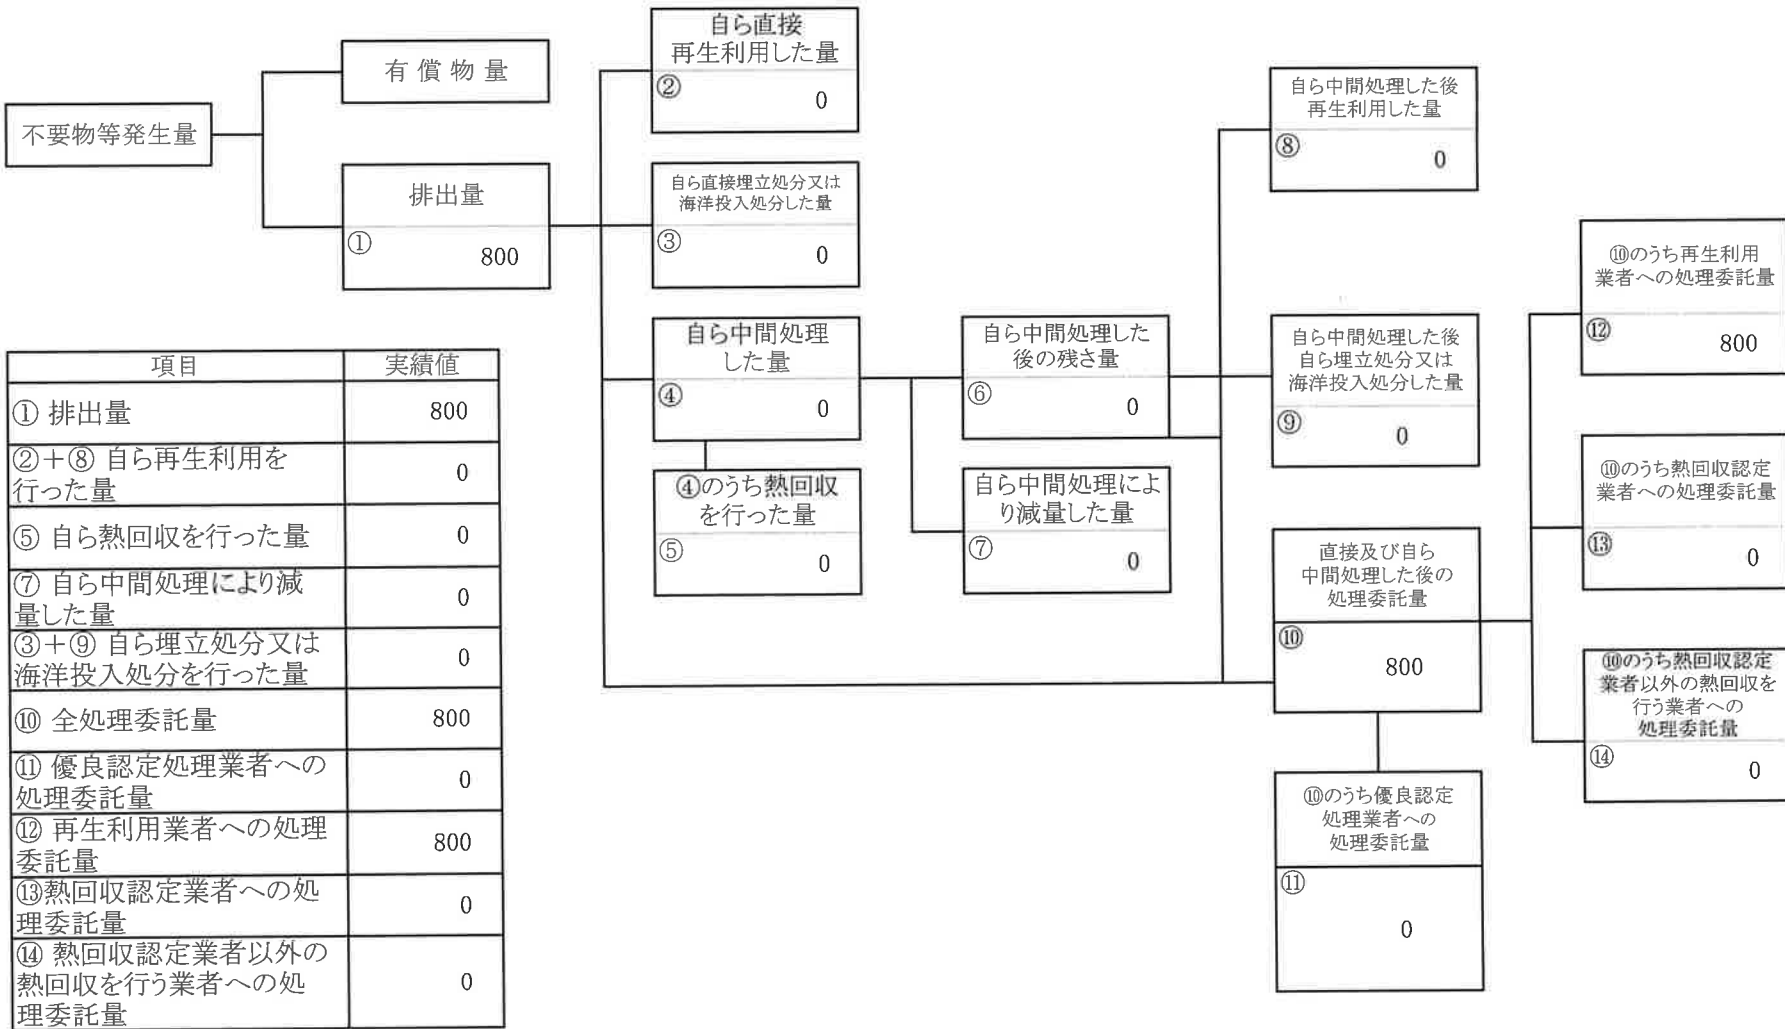 不要物等発生量
有償物量
排出量
①
800
自ら直接
再生利用した量
②
0
自ら直接埋立処分又は
海洋投入処分した量
③
0
自ら中間処理
した量
④
0
④のうち熱回収
を行った量
⑤
0
自ら中間処理した
後の残さ量
⑥
0
自ら中間処理によ
り減量した量
⑦
0
自ら中間処理した後
再生利用した量
⑧
0
自ら中間処理した後
自ら埋立処分又は
海洋投入処分した量
⑨
0
直接及び自ら
中間処理した後の
処理委託量
⑩
800
⑩のうち優良認定
処理業者への
処理委託量
⑪
0
⑩のうち再生利用
業者への処理委託量
⑫
800
⑩のうち熱回収認定
業者への処理委託量
⑬
0
⑩のうち熱回収認定
業者以外の熱回収を
行う業者への
処理委託量
⑭
0
項目 実績値
① 排出量 800
②+⑧ 自ら再生利用を
行った量 0
⑤ 自ら熱回収を行った量 0
⑦ 自ら中間処理により減
量した量 0
③+⑨ 自ら埋立処分又は
海洋投入処分を行った量 0
⑩ 全処理委託量 800
⑪ 優良認定処理業者への
処理委託量 0
⑫ 再生利用業者への処理
委託量 800
⑬熱回収認定業者への処
理委託量 0
⑭ 熱回収認定業者以外の
熱回収を行う業者への処
理委託量 0